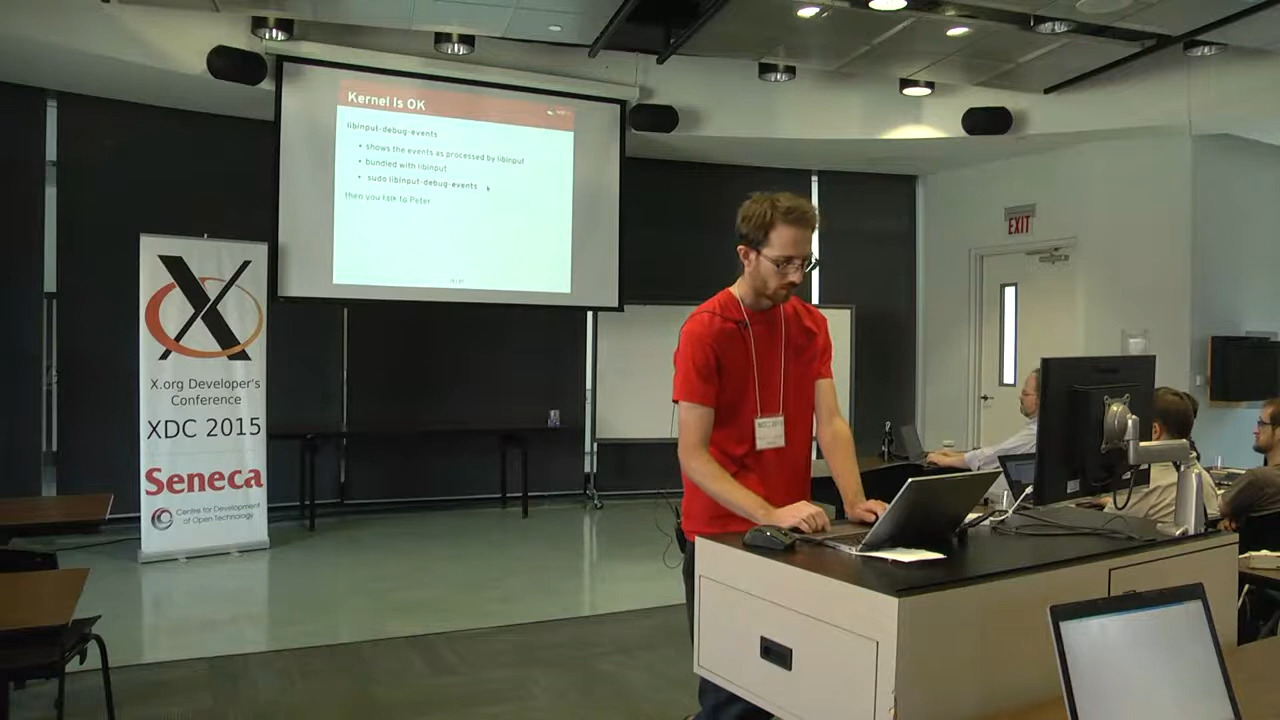 Kernel Is OK
libinput-debug-events
• shows the events as processed by libinput
• bundled with libinput
• sudo libinput-debug-events
then you talk to Peter
X.org Developer's
Conference
XDC 2015
Seneca
Centre for Development
of Open Technology
EXIT